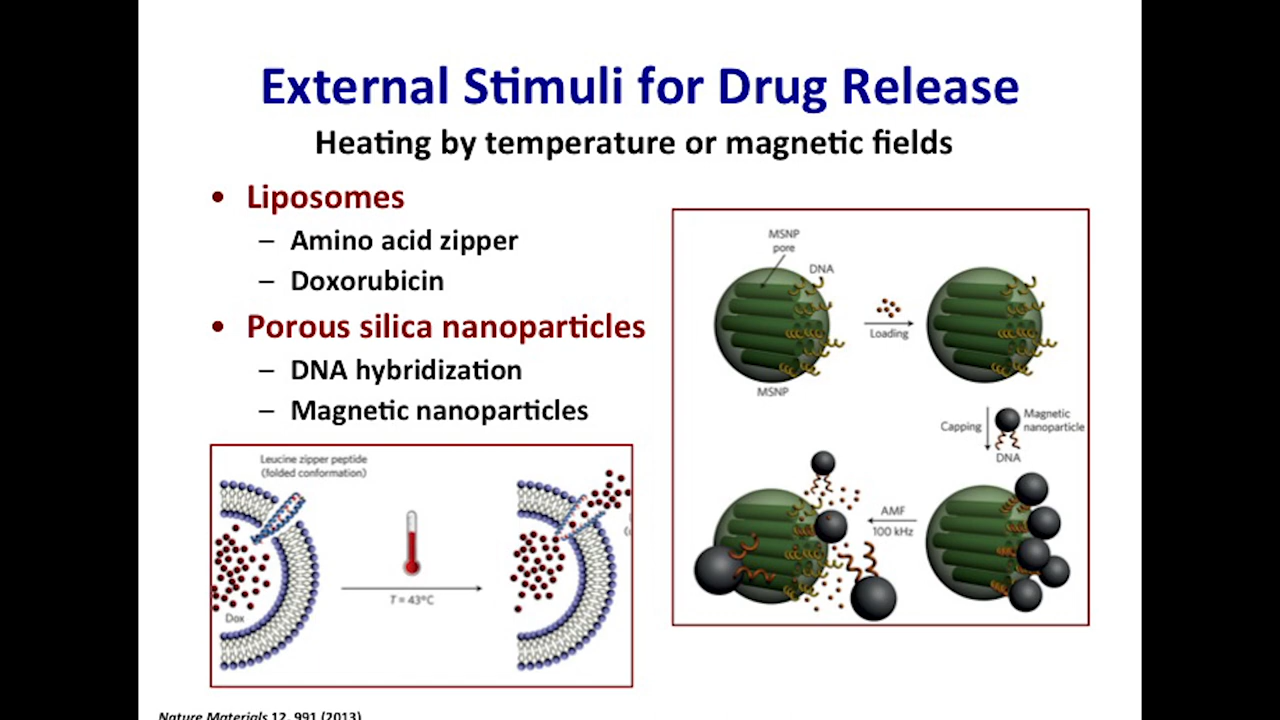 External Stimuli for Drug Release
Heating by temperature or magnetic fields
• Liposomes
– Amino acid zipper
– Doxorubicin
• Porous silica nanoparticles
– DNA hybridization
– Magnetic nanoparticles
Leucine zipper peptide
(folded conformation)
Dox
T = 43°C
MSNP
pore
DNA
MSNP
Loading
Capping
Magnetic
nanoparticle
DNA
AMF
100 kHz
Nature Materials 12, 991 (2013)